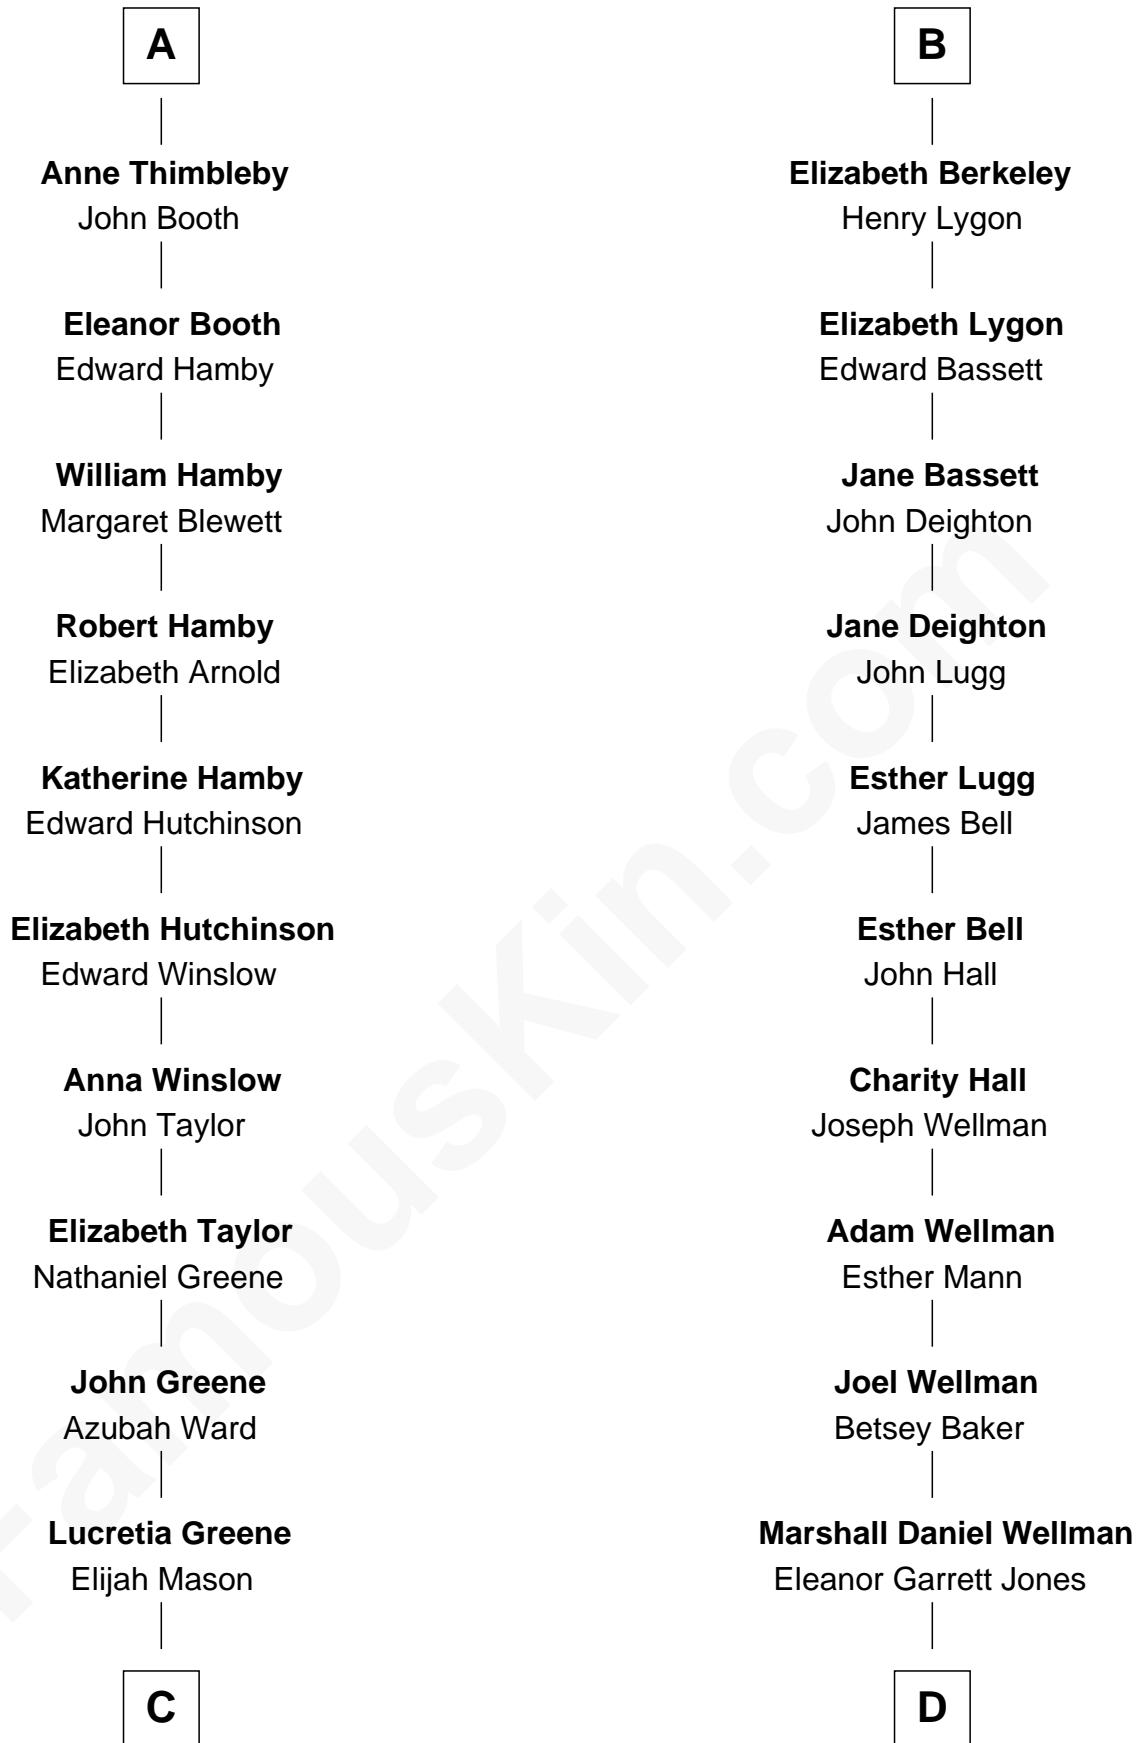 A
Anne Thimbleby
John Booth
Eleanor Booth
Edward Hamby
William Hamby
Margaret Blewett
Robert Hamby
Elizabeth Arnold
Katherine Hamby
Edward Hutchinson
Elizabeth Hutchinson
Edward Winslow
Anna Winslow
John Taylor
Elizabeth Taylor
Nathaniel Greene
John Greene
Azubah Ward
Lucretia Greene
Elijah Mason
C
B
Elizabeth Berkeley
Henry Lygon
Elizabeth Lygon
Edward Bassett
Jane Bassett
John Deighton
Jane Deighton
John Lugg
Esther Lugg
James Bell
Esther Bell
John Hall
Charity Hall
Joseph Wellman
Adam Wellman
Esther Mann
Joel Wellman
Betsey Baker
Marshall Daniel Wellman
Eleanor Garrett Jones
D
FamousKin.com